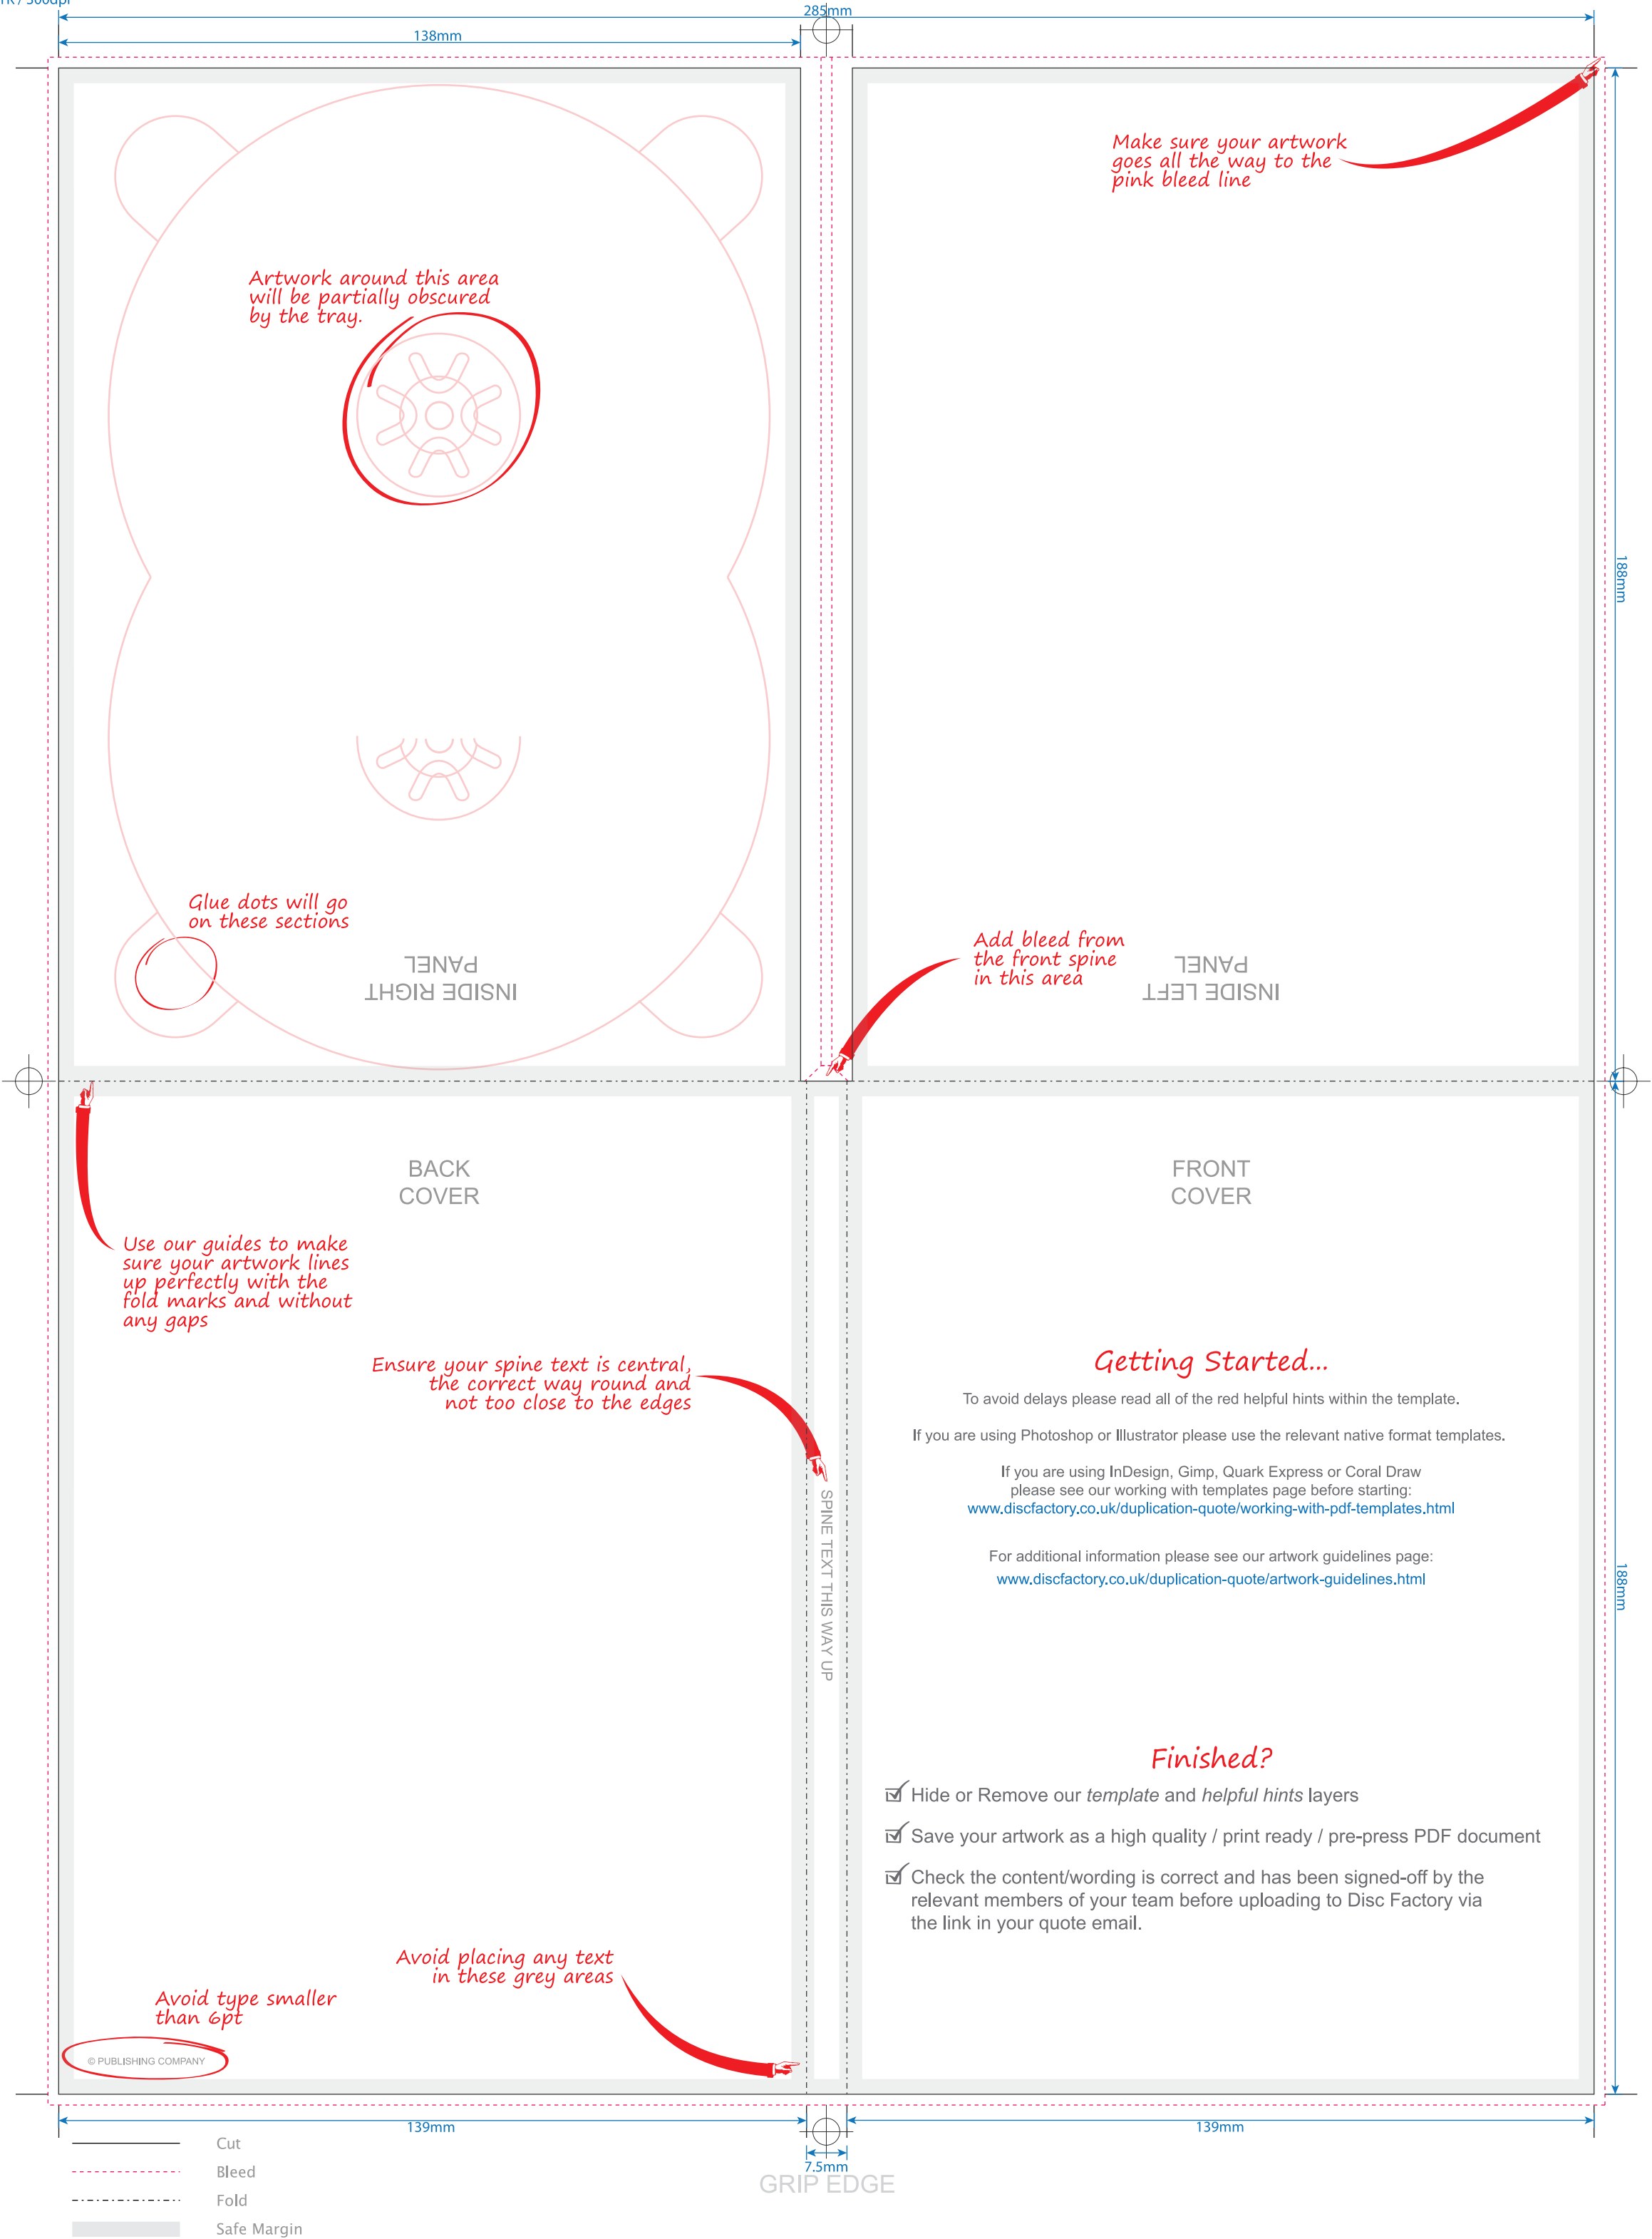 285mm
138mm
Make sure your artwork
goes all the way to the
pink bleed line
Artwork around this area
will be partially obscured
by the tray.
188mm
Glue dots will go
on these sections
INSIDE RIGHT
PANEL
Add bleed from
the front spine
in this area
INSIDE LEFT
PANEL
BACK
COVER
FRONT
COVER
Use our guides to make
sure your artwork lines
up perfectly with the
fold marks and without
any gaps
Ensure your spine text is central,
the correct way round and
not too close to the edges
SPINE TEXT THIS WAY UP
Getting Started...
To avoid delays please read all of the red helpful hints within the template.
If you are using Photoshop or Illustrator please use the relevant native format templates.
If you are using InDesign, Gimp, Quark Express or Coral Draw
please see our working with templates page before starting:
www.discfactory.co.uk/duplication-quote/working-with-pdf-templates.html
For additional information please see our artwork guidelines page:
www.discfactory.co.uk/duplication-quote/artwork-guidelines.html
188mm
Finished?
Hide or Remove our template and helpful hints layers
Save your artwork as a high quality / print ready / pre-press PDF document
Check the content/wording is correct and has been signed-off by the
relevant members of your team before uploading to Disc Factory via
the link in your quote email.
Avoid placing any text
in these grey areas
Avoid type smaller
than 6pt
© PUBLISHING COMPANY
139mm
139mm
7.5mm
GRIP EDGE
Cut
Bleed
Fold
Safe Margin